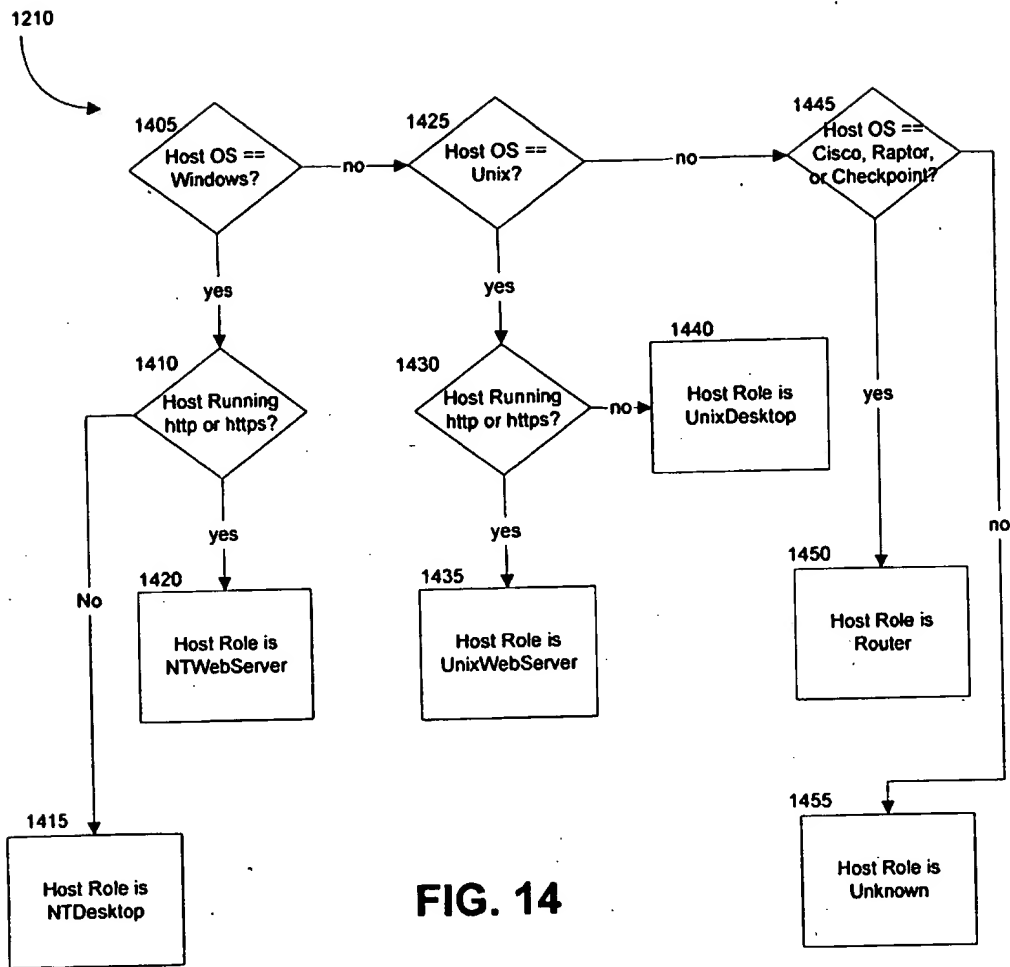 1210
1405
Host OS ==
Windows?
no
1425
Host OS ==
Unix?
no
1445
Host OS ==
Cisco, Raptor,
or Checkpoint?
yes
yes
1410
Host Running
http or https?
1430
Host Running
http or https?
no
1440
Host Role is
UnixDesktop
yes
no
yes
yes
No
1420
Host Role is
NTWebServer
1435
Host Role is
UnixWebServer
1450
Host Role is
Router
1415
Host Role is
NTDesktop
1455
Host Role is
Unknown
FIG. 14